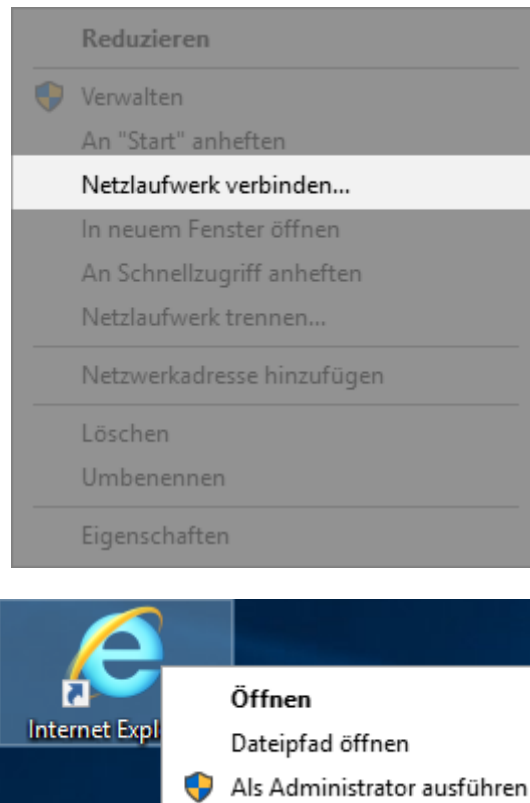 Reduzieren
Verwalten
An "Start" anheften
Netzlaufwerk verbinden...
In neuem Fenster öffnen
An Schnellzugriff anheften
Netzlaufwerk trennen...
Netzwerkadresse hinzufügen
Löschen
Umbenennen
Eigenschaften
Internet Expl
Öffnen
Dateipfad öffnen
Als Administrator ausführen